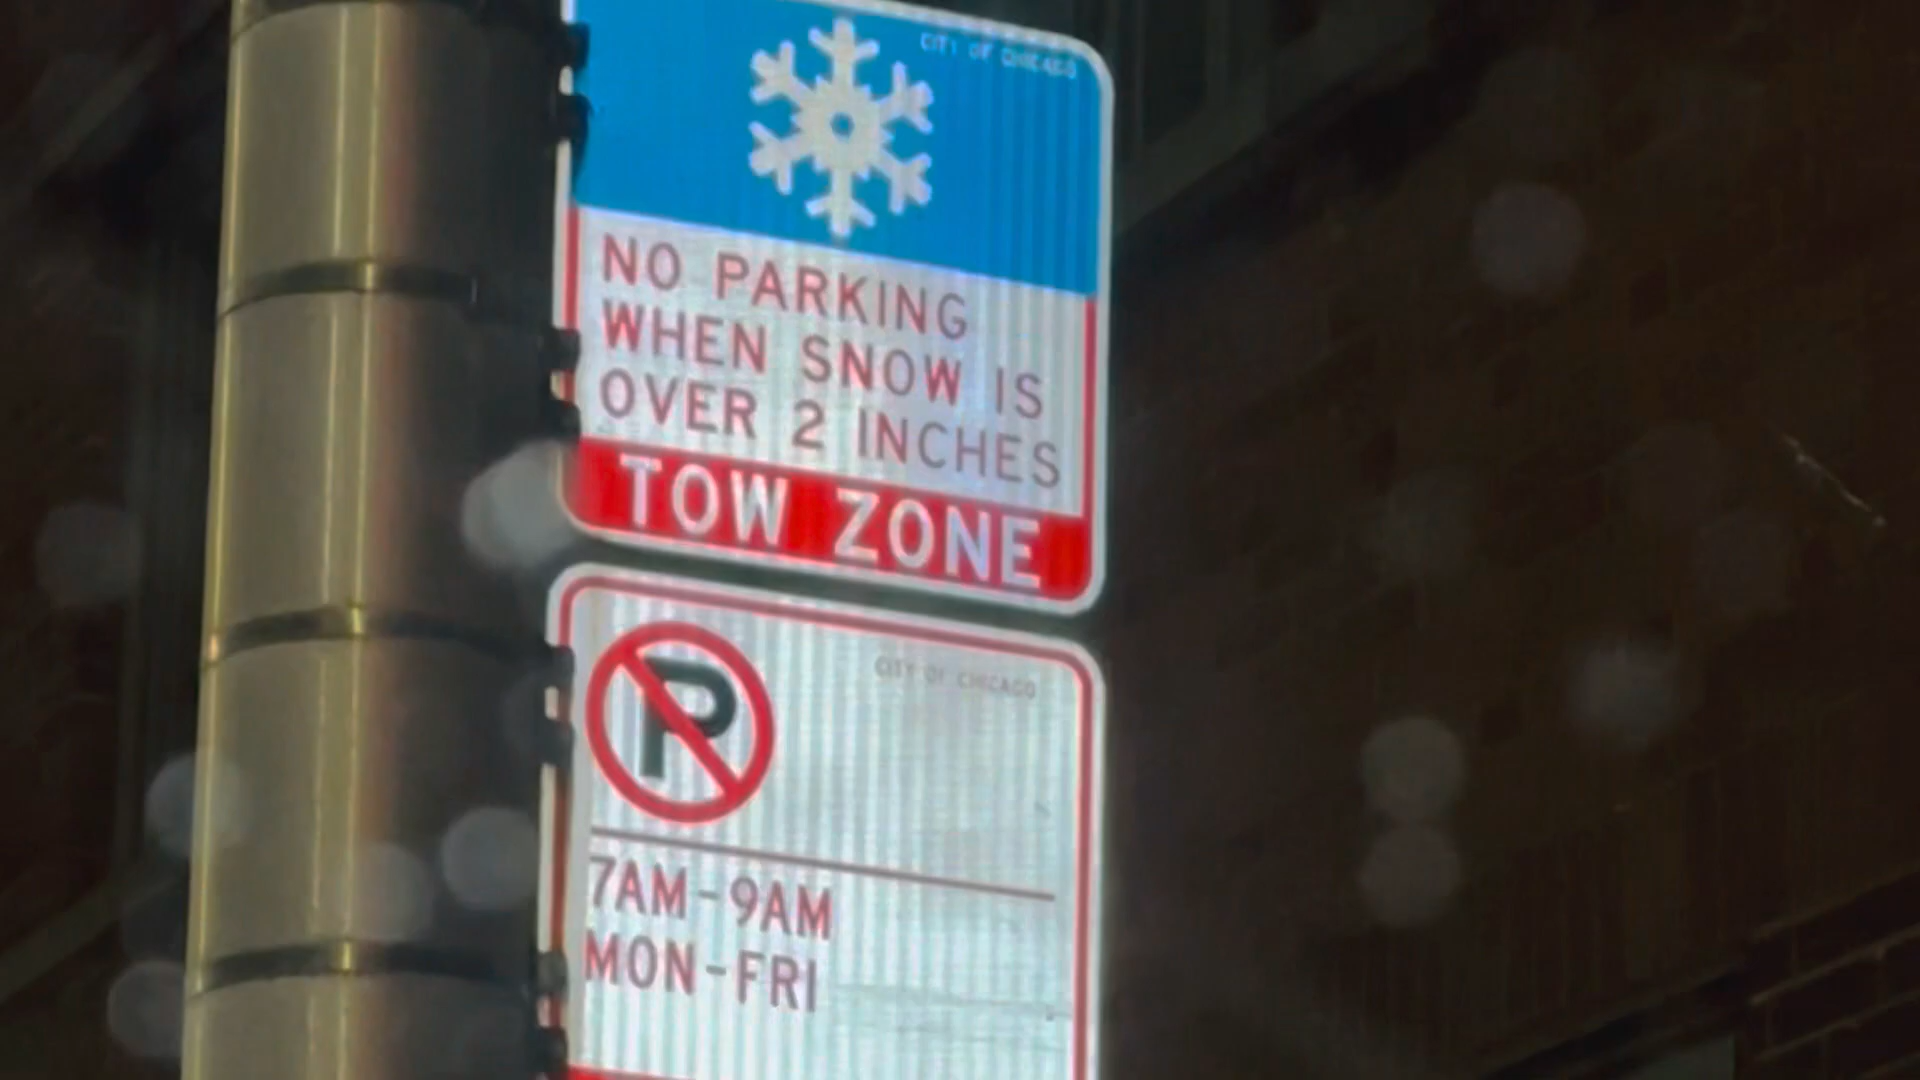 CITY OF CHICAGO
NO PARKING
WHEN SNOW IS
OVER 2 INCHES
TOW ZONE
P
CITY OF CHICAGO
7AM-9AM
MON-FRI